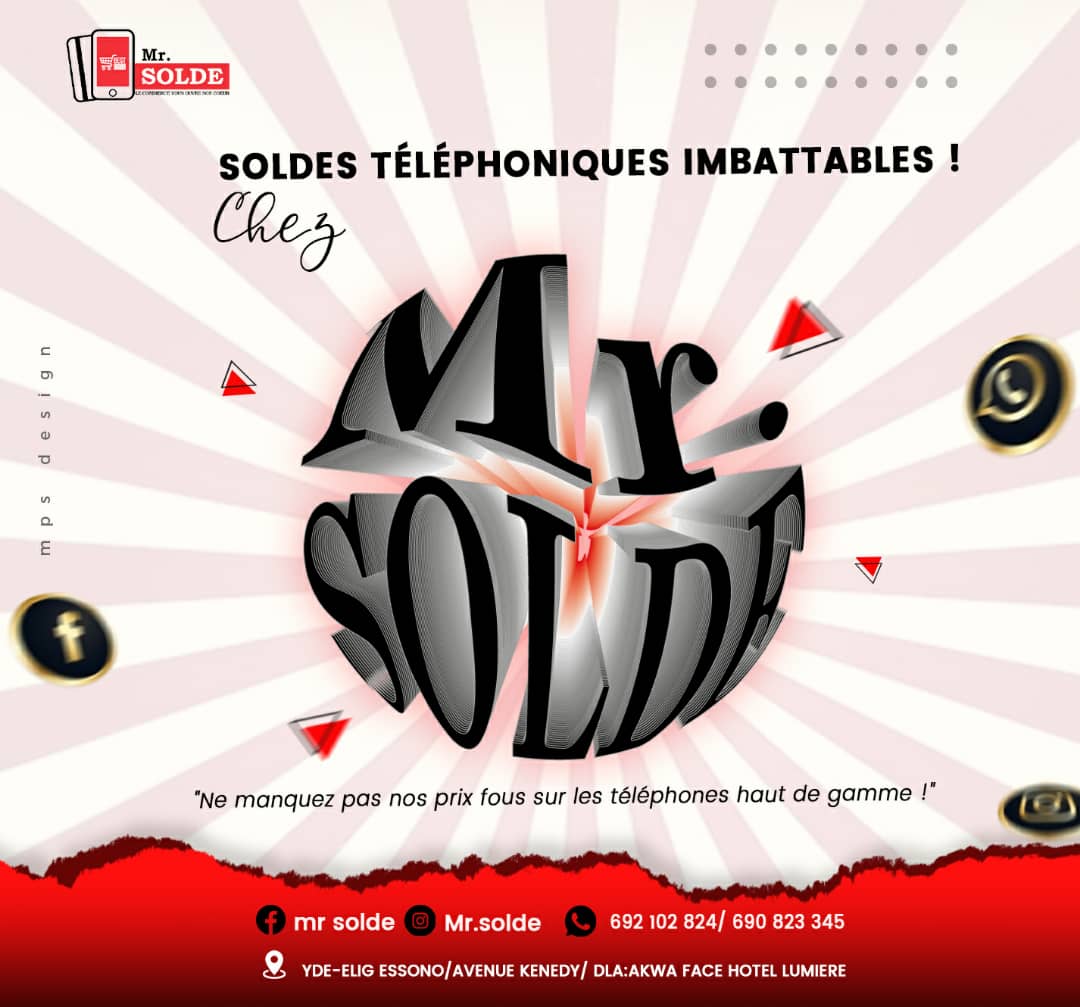 Mr.
SOLDE
SOLDES TÉLÉPHONIQUES IMBATTABLES !
Chez
Mr.
SOLDE
mps design
"Ne manquez pas nos prix fous sur les téléphones haut de gamme !"
mr solde Mr.solde 692 102 824/ 690 823 345
YDE-ELIG ESSONO/AVENUE KENEDY/ DLA:AKWA FACE HOTEL LUMIERE